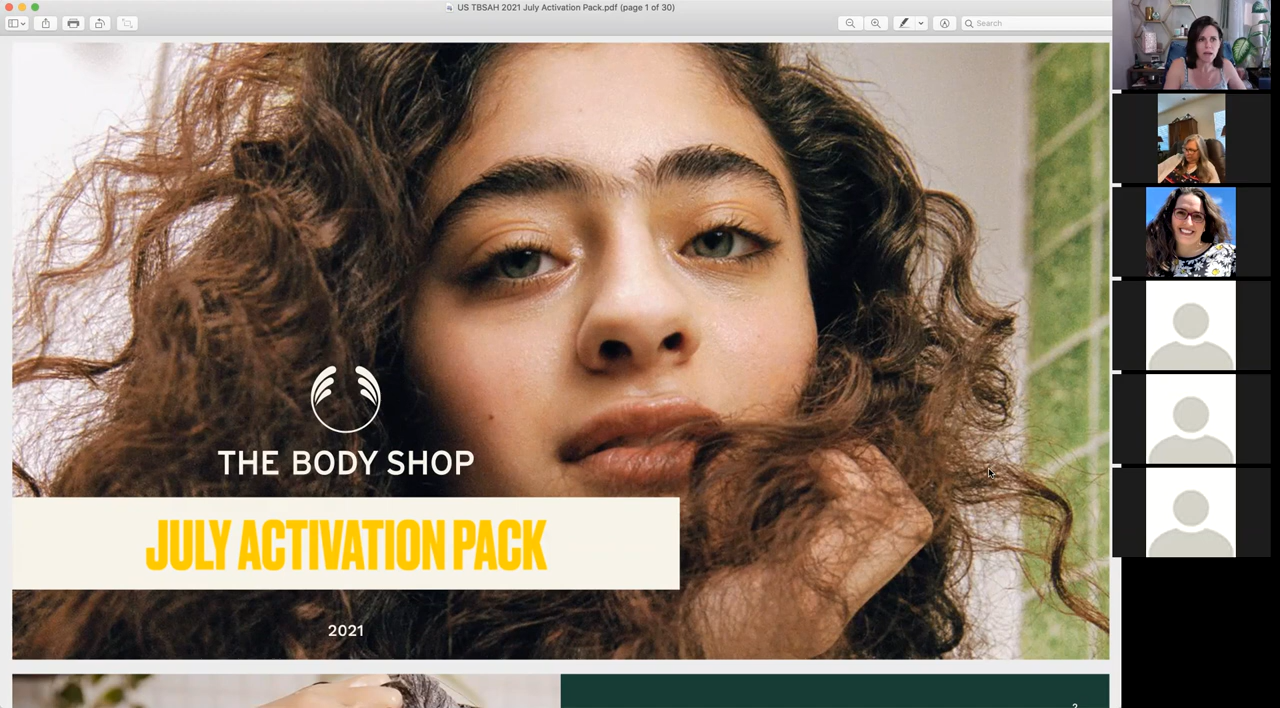 US TBSAH 2021 July Activation Pack.pdf (page 1 of 30)
Search
THE BODY SHOP
JULY ACTIVATION PACK
2021